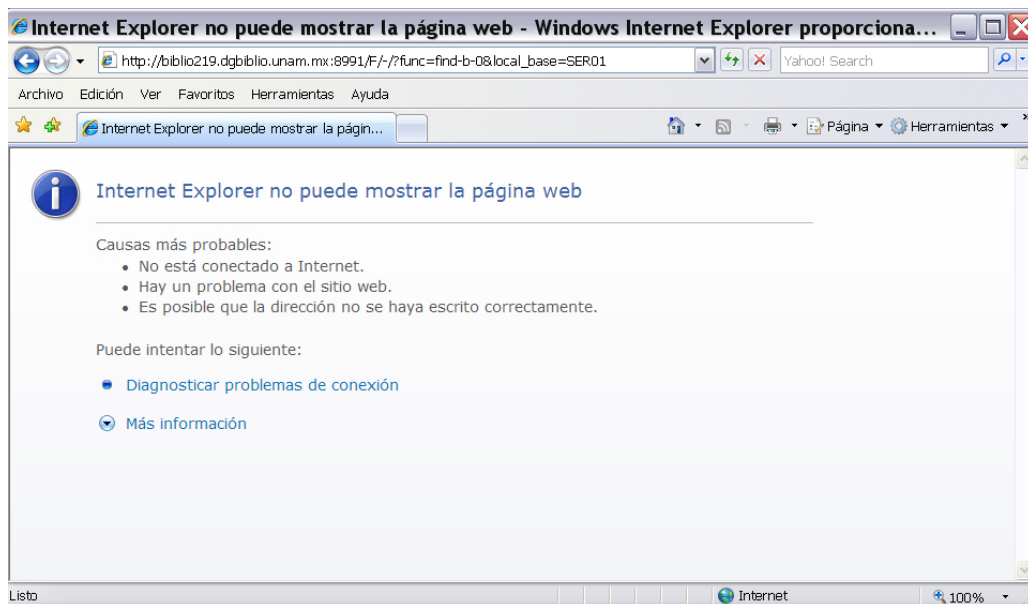 Internet Explorer no puede mostrar la página web - Windows Internet Explorer proporciona...
http://biblio219.dgbiblio.unam.mx:8991/F/-/?func=find-b-0&local_base=SER01
Yahoo! Search
Archivo Edición Ver Favoritos Herramientas Ayuda
Internet Explorer no puede mostrar la págin...
Página Herramientas
Internet Explorer no puede mostrar la página web
Causas más probables:
• No está conectado a Internet.
• Hay un problema con el sitio web.
• Es posible que la dirección no se haya escrito correctamente.
Puede intentar lo siguiente:
Diagnosticar problemas de conexión
Más información
Listo Internet 100%